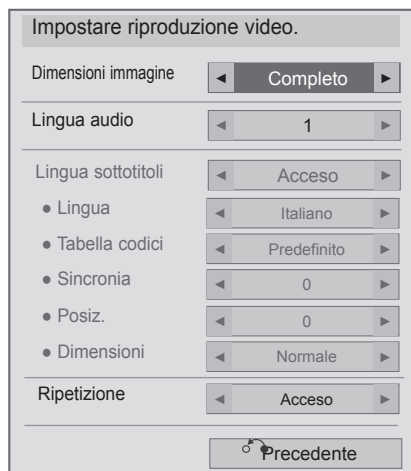 Impostare riproduzione video.
Dimensioni immagine ◄ Completo ►
Lingua audio ◄ 1 ►
Lingua sottotitoli ◄ Acceso ►
● Lingua ◄ Italiano ►
● Tabella codici ◄ Predefinito ►
● Sincronia ◄ 0 ►
● Posiz. ◄ 0 ►
● Dimensioni ◄ Normale ►
Ripetizione ◄ Acceso ►
Precedente